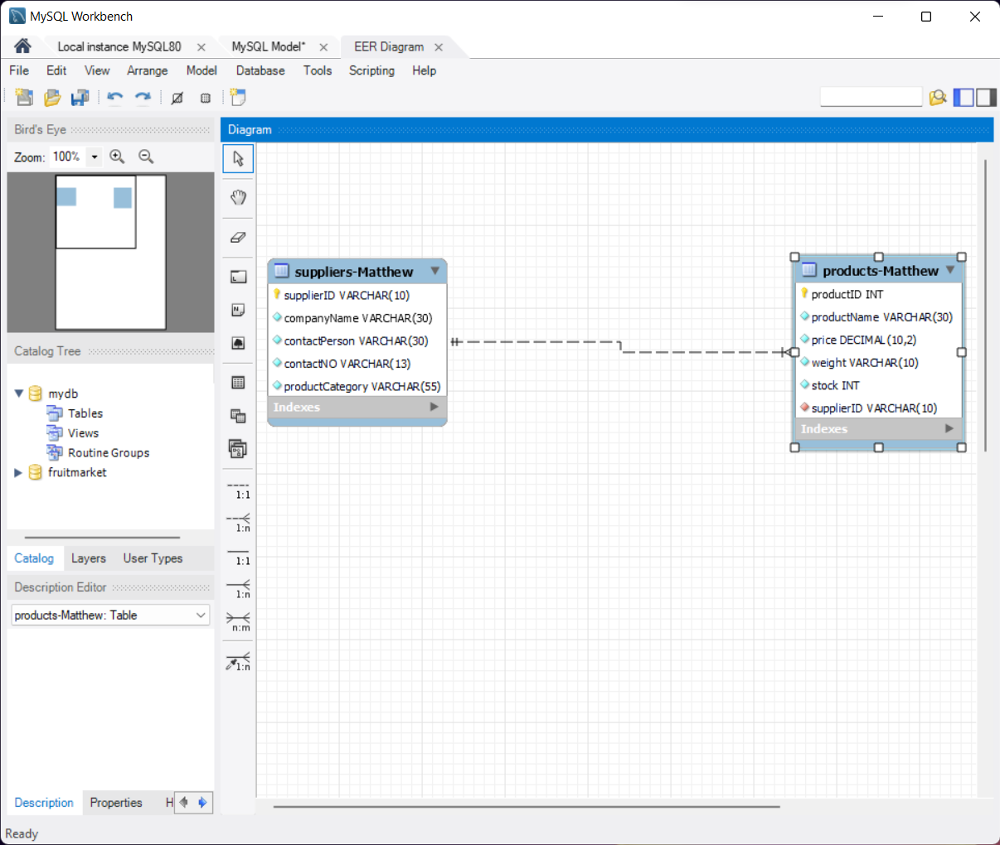 MySQL Workbench
Local instance MySQL80
MySQL Model*
EER Diagram
File Edit View Arrange Model Database Tools Scripting Help
Bird's Eye
Zoom: 100%
Catalog Tree
mydb
Tables
Views
Routine Groups
fruitmarket
Catalog Layers User Types
Description Editor
products-Matthew: Table
Description Properties H
Ready
Diagram
1:1
1:n
1:1
1:n
n:m
1:n
suppliers-Matthew
supplierID VARCHAR(10)
companyName VARCHAR(30)
contactPerson VARCHAR(30)
contactNO VARCHAR(13)
productCategory VARCHAR(55)
Indexes
products-Matthew
productID INT
productName VARCHAR(30)
price DECIMAL(10,2)
weight VARCHAR(10)
stock INT
supplierID VARCHAR(10)
Indexes